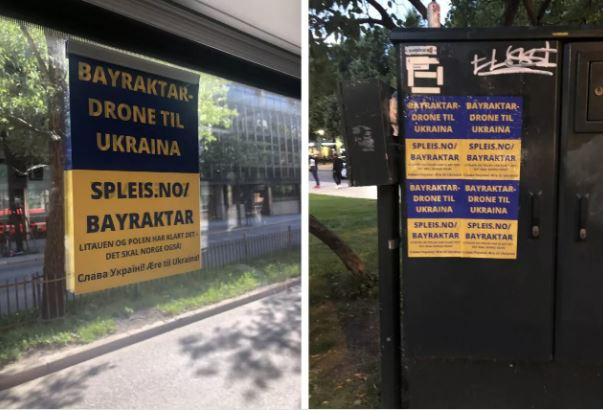 BAYRAKTAR-
DRONE TIL
UKRAINA
SPLEIS.NO/
BAYRAKTAR
LITAUEN OG POLEN HAR KLART DET -
DET SKAL NORGE OGSÅ!
Слава Україні! Ære til Ukraina!
BAYRAKTAR-
DRONE TIL
UKRAINA
BAYRAKTAR-
DRONE TIL
UKRAINA
SPLEIS.NO/
BAYRAKTAR
SPLEIS.NO/
BAYRAKTAR
BAYRAKTAR-
DRONE TIL
UKRAINA
BAYRAKTAR-
DRONE TIL
UKRAINA
SPLEIS.NO/
BAYRAKTAR
SPLEIS.NO/
BAYRAKTAR